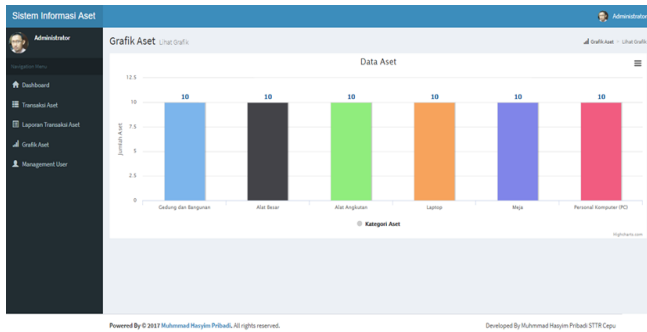 Sistem Informasi Aset
Administrator
Administrator
Navigation Menu
Dashboard
Transaksi Aset
Laporan Transaksi Aset
Grafik Aset
Management User
Grafik Aset Lihat Grafik
Grafik Aset > Lihat Grafik
Data Aset
Jumlah Aset
12.5
10
7.5
5
2.5
0
10 10 10 10 10 10
Gedung dan Bangunan Alat Besar Alat Angkutan Laptop Meja Personal Komputer (PC)
Kategori Aset
Highcharts.com
Powered By © 2017 Muhmmad Hasyim Pribadi. All rights reserved.
Developed By Muhmmad Hasyim Pribadi STTR Cepu